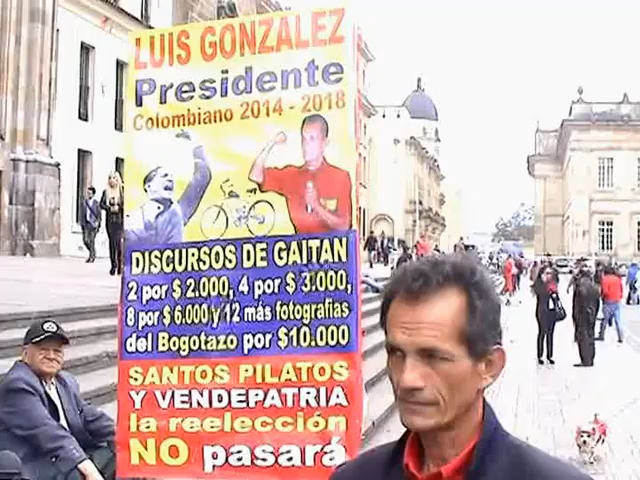 LUIS GONZALEZ
Presidente
Colombiano 2014 - 2018
DISCURSOS DE GAITAN
2 por $ 2.000, 4 por $ 3.000,
8 por $ 6.000 y 12 más fotografias
del Bogotazo por $10.000
SANTOS PILATOS
Y VENDEPATRIA
la reelección
NO pasará